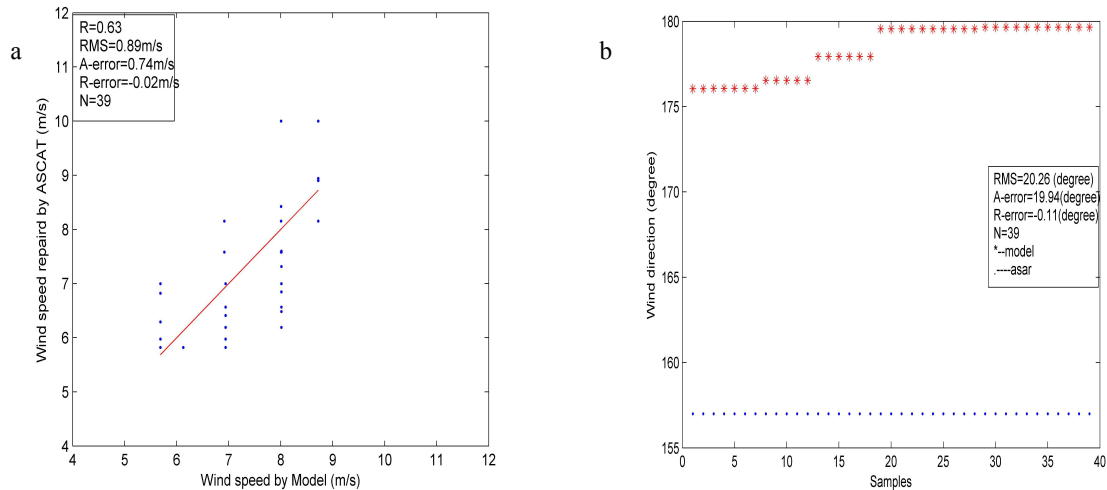 a
12
11
10
9
8
7
6
5
4
4 5 6 7 8 9 10 11 12
Wind speed repaird by ASCAT (m/s)
Wind speed by Model (m/s)
R=0.63
RMS=0.89m/s
A-error=0.74m/s
R-error=-0.02m/s
N=39
b
180
175
170
165
160
155
0 5 10 15 20 25 30 35 40
Wind direction (degree)
Samples
RMS=20.26 (degree)
A-error=19.94(degree)
R-error=-0.11(degree)
N=39
*--model
.----asar